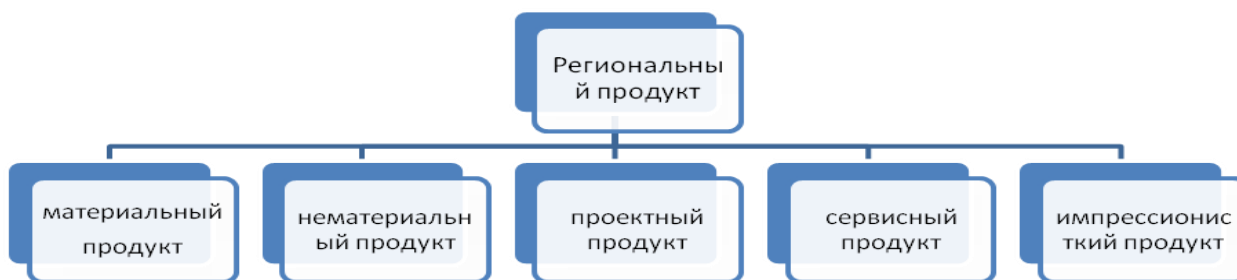 Региональны
й продукт
материальный
продукт
нематериальн
ый продукт
проектный
продукт
сервисный
продукт
импрессионис
ткий продукт